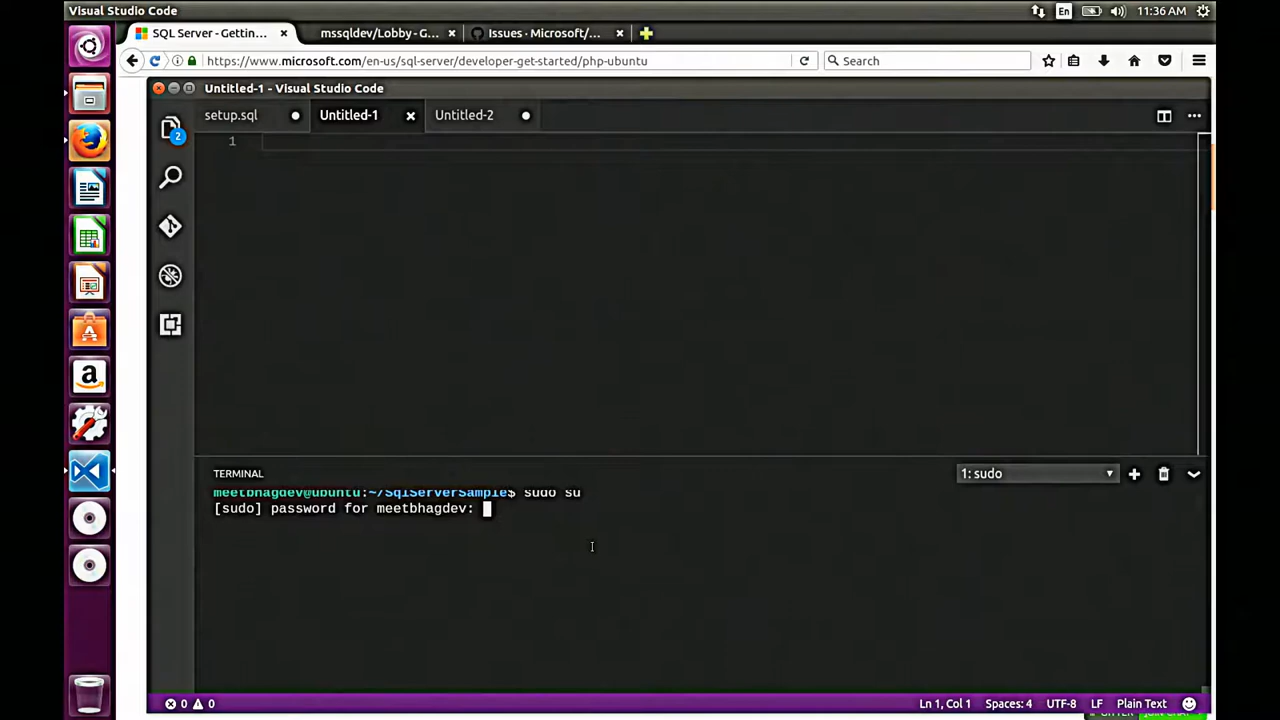 Visual Studio Code
En
11:36 AM
SQL Server - Gettin...
mssqldev/Lobby - G...
Issues · Microsoft/...
https://www.microsoft.com/en-us/sql-server/developer-get-started/php-ubuntu
Search
Untitled-1 - Visual Studio Code
setup.sql
Untitled-1
Untitled-2
2
1
TERMINAL
1: sudo
meetbhagdev@ubuntu:~/SqlServerSample$ sudo su
[sudo] password for meetbhagdev:
0 0
Ln 1, Col 1
Spaces: 4
UTF-8
LF
Plain Text